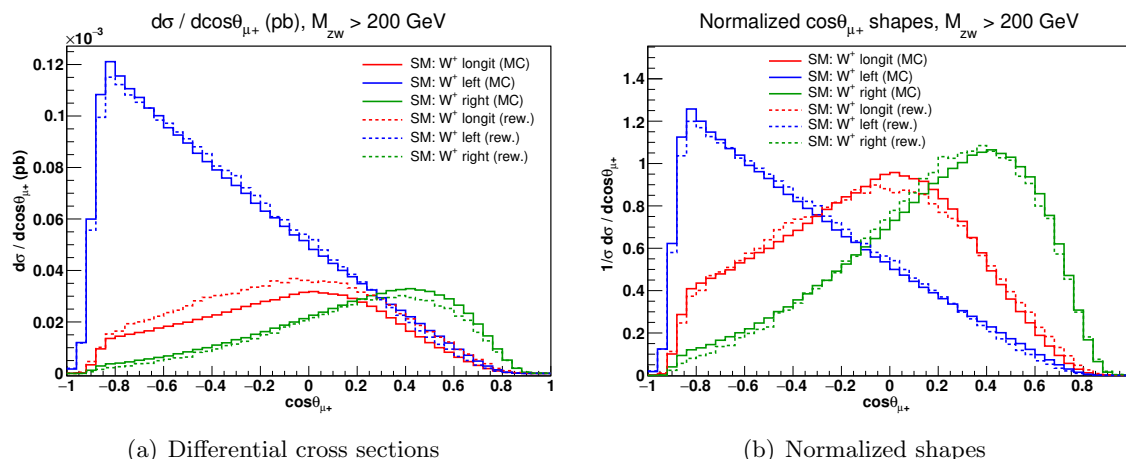 dσ / dcosθμ+ (pb), Mzw > 200 GeV
×10⁻³
dσ / dcosθμ+ (pb)
0.12
0.1
0.08
0.06
0.04
0.02
0
SM: W⁺ longit (MC)
SM: W⁺ left (MC)
SM: W⁺ right (MC)
SM: W⁺ longit (rew.)
SM: W⁺ left (rew.)
SM: W⁺ right (rew.)
−1 −0.8 −0.6 −0.4 −0.2 0 0.2 0.4 0.6 0.8 1
cosθμ+
(a) Differential cross sections
Normalized cosθμ+ shapes, Mzw > 200 GeV
1/σ dσ / dcosθμ+
1.4
1.2
1
0.8
0.6
0.4
0.2
0
SM: W⁺ longit (MC)
SM: W⁺ left (MC)
SM: W⁺ right (MC)
SM: W⁺ longit (rew.)
SM: W⁺ left (rew.)
SM: W⁺ right (rew.)
−1 −0.8 −0.6 −0.4 −0.2 0 0.2 0.4 0.6 0.8
cosθμ+
(b) Normalized shapes